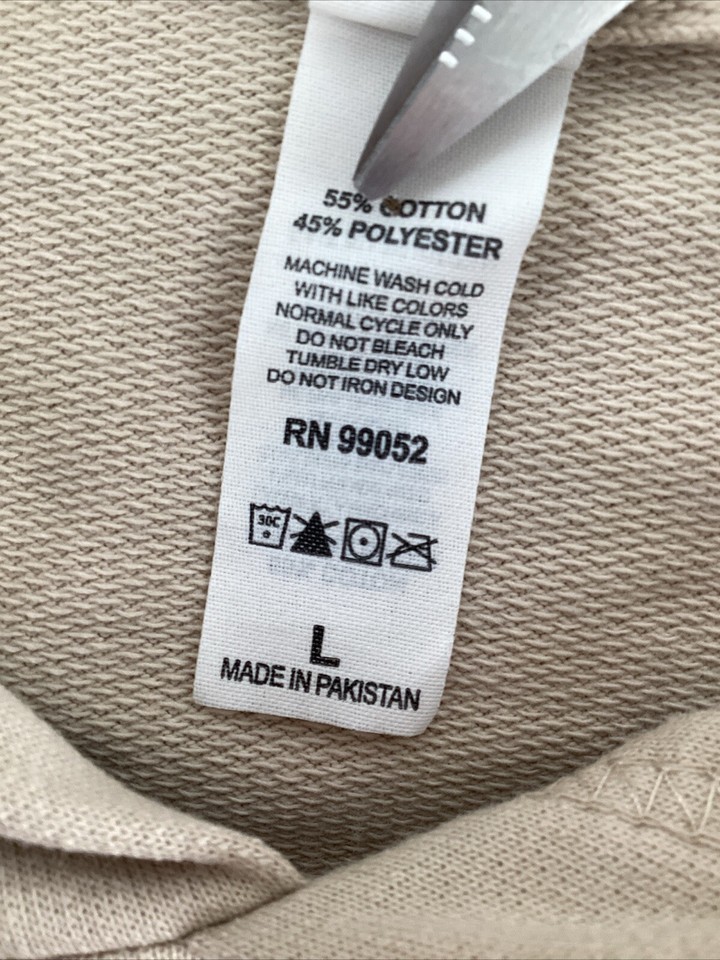 55% COTTON
45% POLYESTER
MACHINE WASH COLD
WITH LIKE COLORS
NORMAL CYCLE ONLY
DO NOT BLEACH
TUMBLE DRY LOW
DO NOT IRON DESIGN
RN 99052
30C
L
MADE IN PAKISTAN